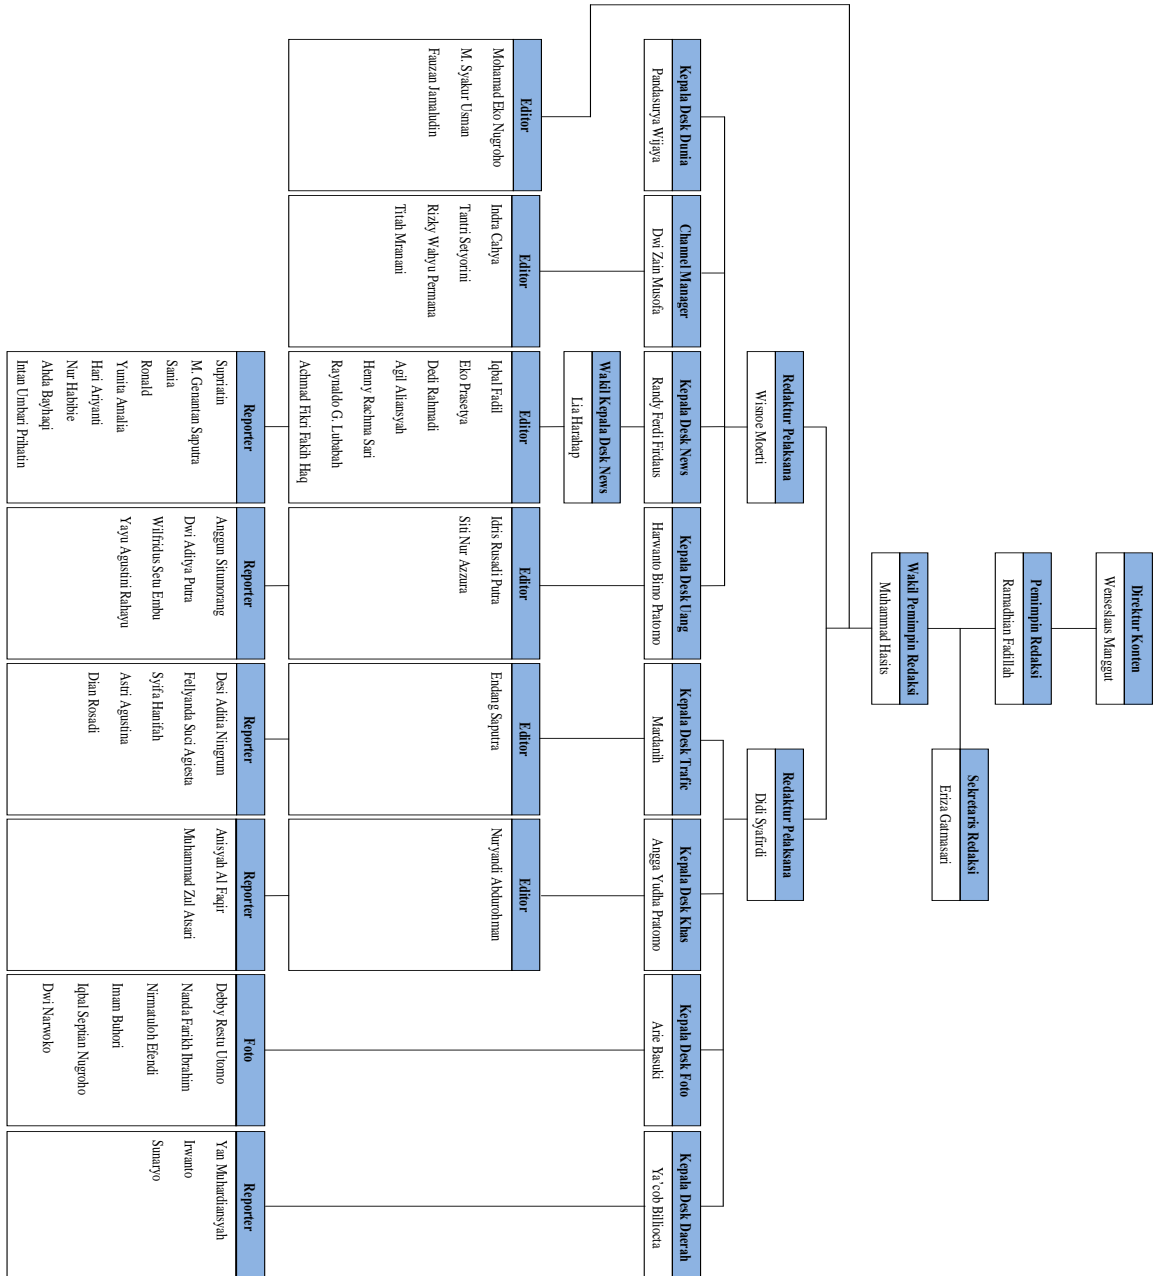 Direktur Konten
Wenseslaus Manggut
Pemimpin Redaksi
Ramadhian Fadillah
Sekretaris Redaksi
Eriza Gatmasari
Wakil Pemimpin Redaksi
Muhammad Hasits
Redaktur Pelaksana
Wisnoe Moerti
Redaktur Pelaksana
Didi Syafirdi
Kepala Desk Dunia
Pandasurya Wijaya
Channel Manager
Dwi Zain Musofa
Kepala Desk News
Randy Ferdi Firdaus
Kepala Desk Uang
Harwanto Bimo Pratomo
Kepala Desk Trafic
Mardanih
Kepala Desk Khas
Angga Yudha Pratomo
Kepala Desk Foto
Arie Basuki
Kepala Desk Daerah
Ya'cob Billiocta
Wakil Kepala Desk News
Lia Harahap
Editor
Mohamad Eko Nugroho
M. Syakur Usman
Fauzan Jamaludin
Editor
Indra Cahya
Tantri Setyorini
Rizky Wahyu Permana
Titah Mranani
Editor
Iqbal Fadil
Eko Prasetya
Dedi Rahmadi
Agil Aliansyah
Henny Rachma Sari
Raynaldo G. Lubabah
Achmad Fikri Fakih Haq
Editor
Idris Rusadi Putra
Siti Nur Azzura
Editor
Endang Saputra
Editor
Nuryandi Abdurohman
Reporter
Supriatin
M. Genantan Saputra
Sania
Ronald
Yunita Amalia
Hari Ariyanti
Nur Habibie
Ahda Bayhaqi
Intan Umbari Prihatin
Reporter
Anggun Situmorang
Dwi Aditya Putra
Wilfridus Setu Embu
Yayu Agustini Rahayu
Reporter
Desi Aditia Ningrum
Fellyanda Suci Agiesta
Syifa Hanifah
Astri Agustina
Dian Rosadi
Reporter
Anisyah Al Faqir
Muhammad Zul Atsari
Foto
Debby Restu Utomo
Nanda Farikh Ibrahim
Nirmatuloh Efendi
Imam Buhori
Iqbal Septian Nugroho
Dwi Narwoko
Reporter
Yan Muhardiansyah
Irwanto
Sunaryo